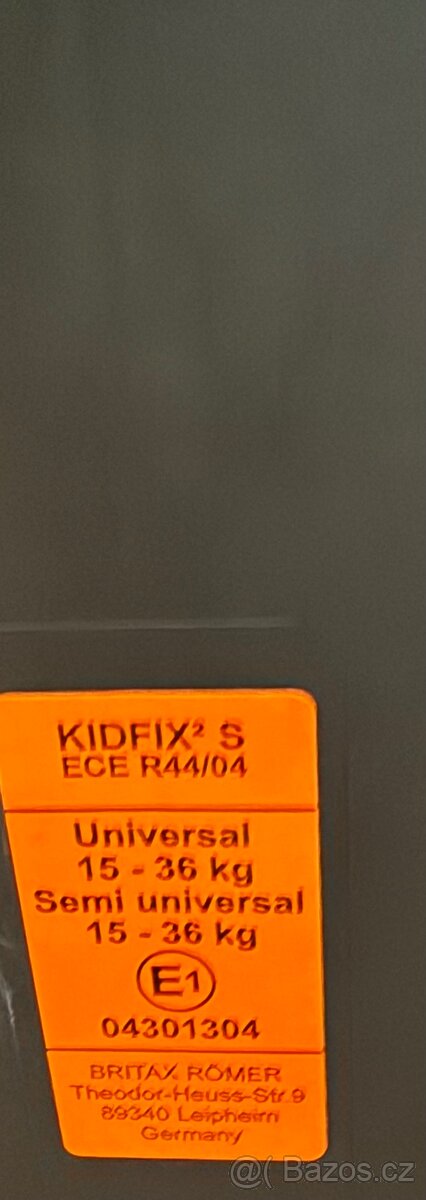 KIDFIX² S
ECE R44/04
Universal
15 - 36 kg
Semi universal
15 - 36 kg
E1
04301304
BRITAX RÖMER
Theodor-Heuss-Str.9
89340 Leipheim
Germany
@( Bazos.cz